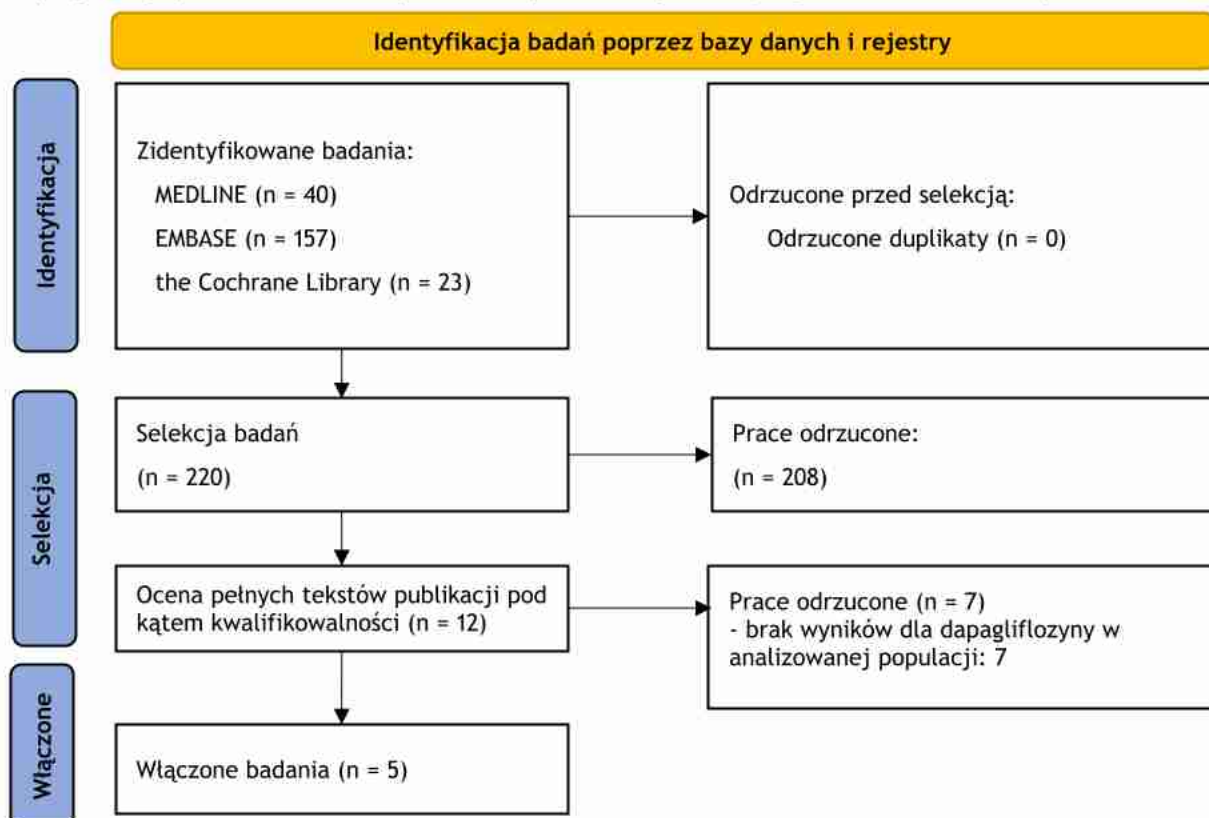 Identyfikacja badań poprzez bazy danych i rejestry
Identyfikacja
Zidentyfikowane badania:
MEDLINE (n = 40)
EMBASE (n = 157)
the Cochrane Library (n = 23)
Odrzucone przed selekcją:
Odrzucone duplikaty (n = 0)
Selekcja
Selekcja badań
(n = 220)
Prace odrzucone:
(n = 208)
Ocena pełnych tekstów publikacji pod
kątem kwalifikowalności (n = 12)
Prace odrzucone (n = 7)
- brak wyników dla dapagliflozyny w
analizowanej populacji: 7
Włączone
Włączone badania (n = 5)